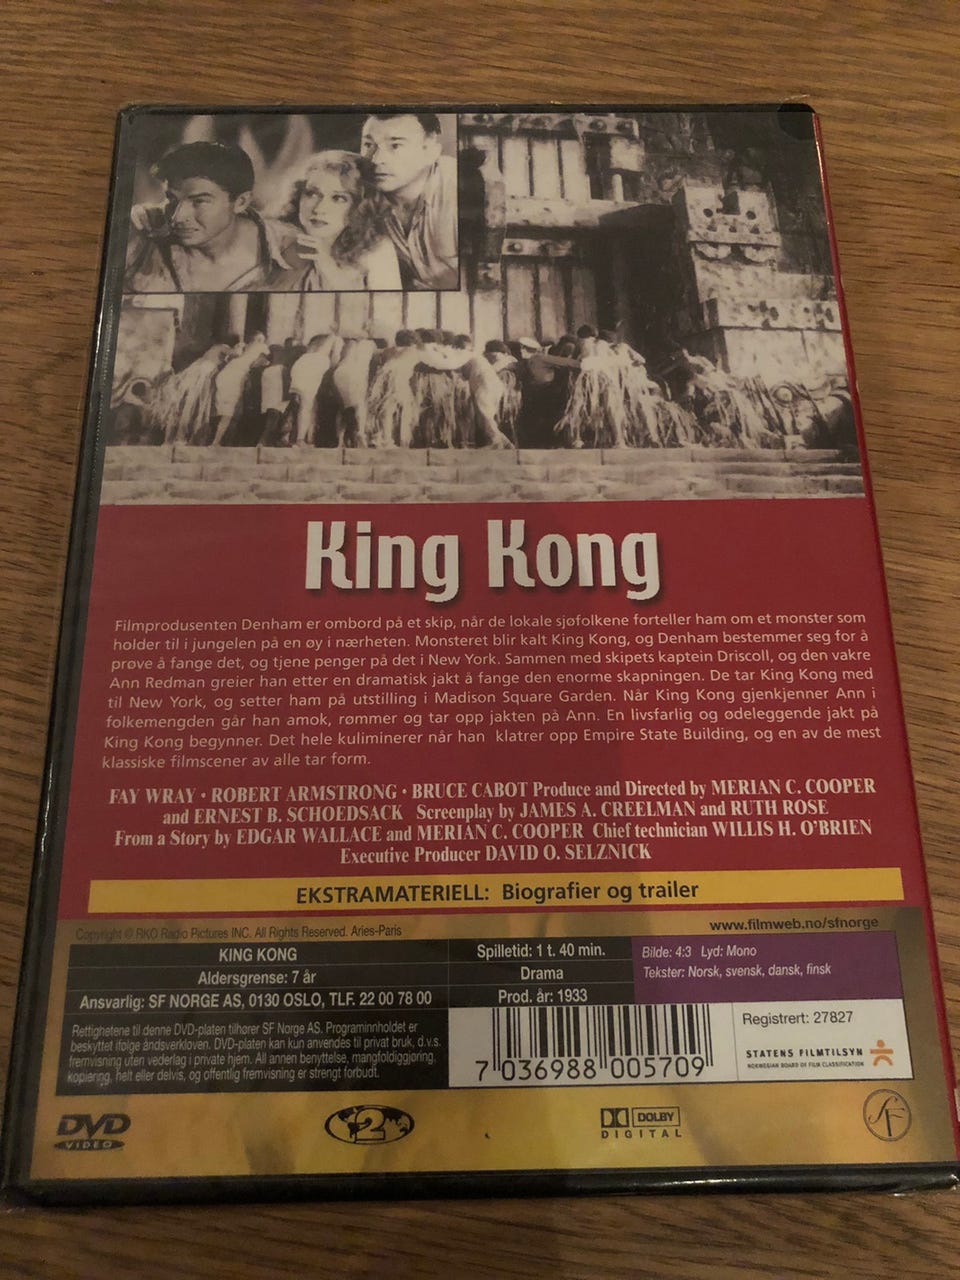 King Kong
Filmprodusenten Denham er ombord på et skip, når de lokale sjøfolkene forteller ham om et monster som
holder til i jungelen på en øy i nærheten. Monsteret blir kalt King Kong, og Denham bestemmer seg for å
prøve å fange det, og tjene penger på det i New York. Sammen med skipets kaptein Driscoll, og den vakre
Ann Redman greier han etter en dramatisk jakt å fange den enorme skapningen. De tar King Kong med
til New York, og setter ham på utstilling i Madison Square Garden. Når King Kong gjenkjenner Ann i
folkemengden går han amok, rømmer og tar opp jakten på Ann. En livsfarlig og ødeleggende jakt på
King Kong begynner. Det hele kuliminerer når han klatrer opp Empire State Building, og en av de mest
klassiske filmscener av alle tar form.
FAY WRAY • ROBERT ARMSTRONG • BRUCE CABOT Produce and Directed by MERIAN C. COOPER
and ERNEST B. SCHOEDSACK Screenplay by JAMES A. CREELMAN and RUTH ROSE
From a Story by EDGAR WALLACE and MERIAN C. COOPER Chief technician WILLIS H. O'BRIEN
Executive Producer DAVID O. SELZNICK
EKSTRAMATERIELL: Biografier og trailer
Copyright © RKO Radio Pictures INC. All Rights Reserved. Aries-Paris
www.filmweb.no/sfnorge
KING KONG
Aldersgrense: 7 år
Ansvarlig: SF NORGE AS, 0130 OSLO, TLF. 22 00 78 00
Spilletid: 1 t. 40 min.
Drama
Prod. år: 1933
Bilde: 4:3 Lyd: Mono
Tekster: Norsk, svensk, dansk, finsk
Rettighetene til denne DVD-platen tilhører SF Norge AS. Programinnholdet er
beskyttet ifølge åndsverkloven. DVD-platen kan kun anvendes til privat bruk, d.v.s.
fremvisning uten vederlag i private hjem. All annen benyttelse, mangfoldiggjøring,
kopiering, helt eller delvis, og offentlig fremvisning er strengt forbudt.
7 036988 005709
Registrert: 27827
STATENS FILMTILSYN
NORWEGIAN BOARD OF FILM CLASSIFICATION
DVD
VIDEO
2
DOLBY
DIGITAL
SF